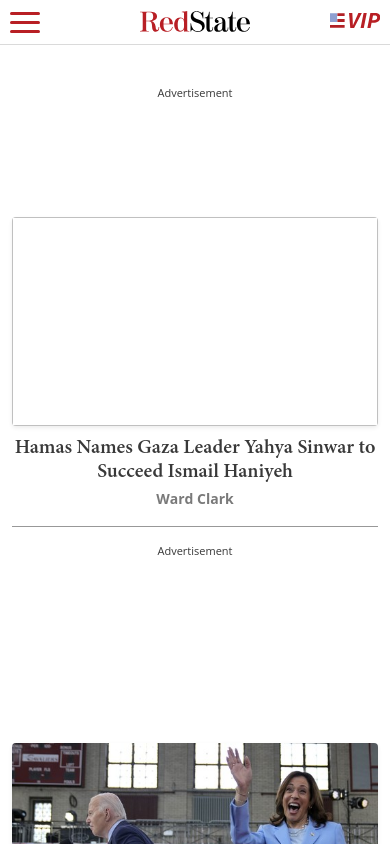 RedState
VIP
Advertisement
Hamas Names Gaza Leader Yahya Sinwar to
Succeed Ismail Haniyeh
Ward Clark
Advertisement